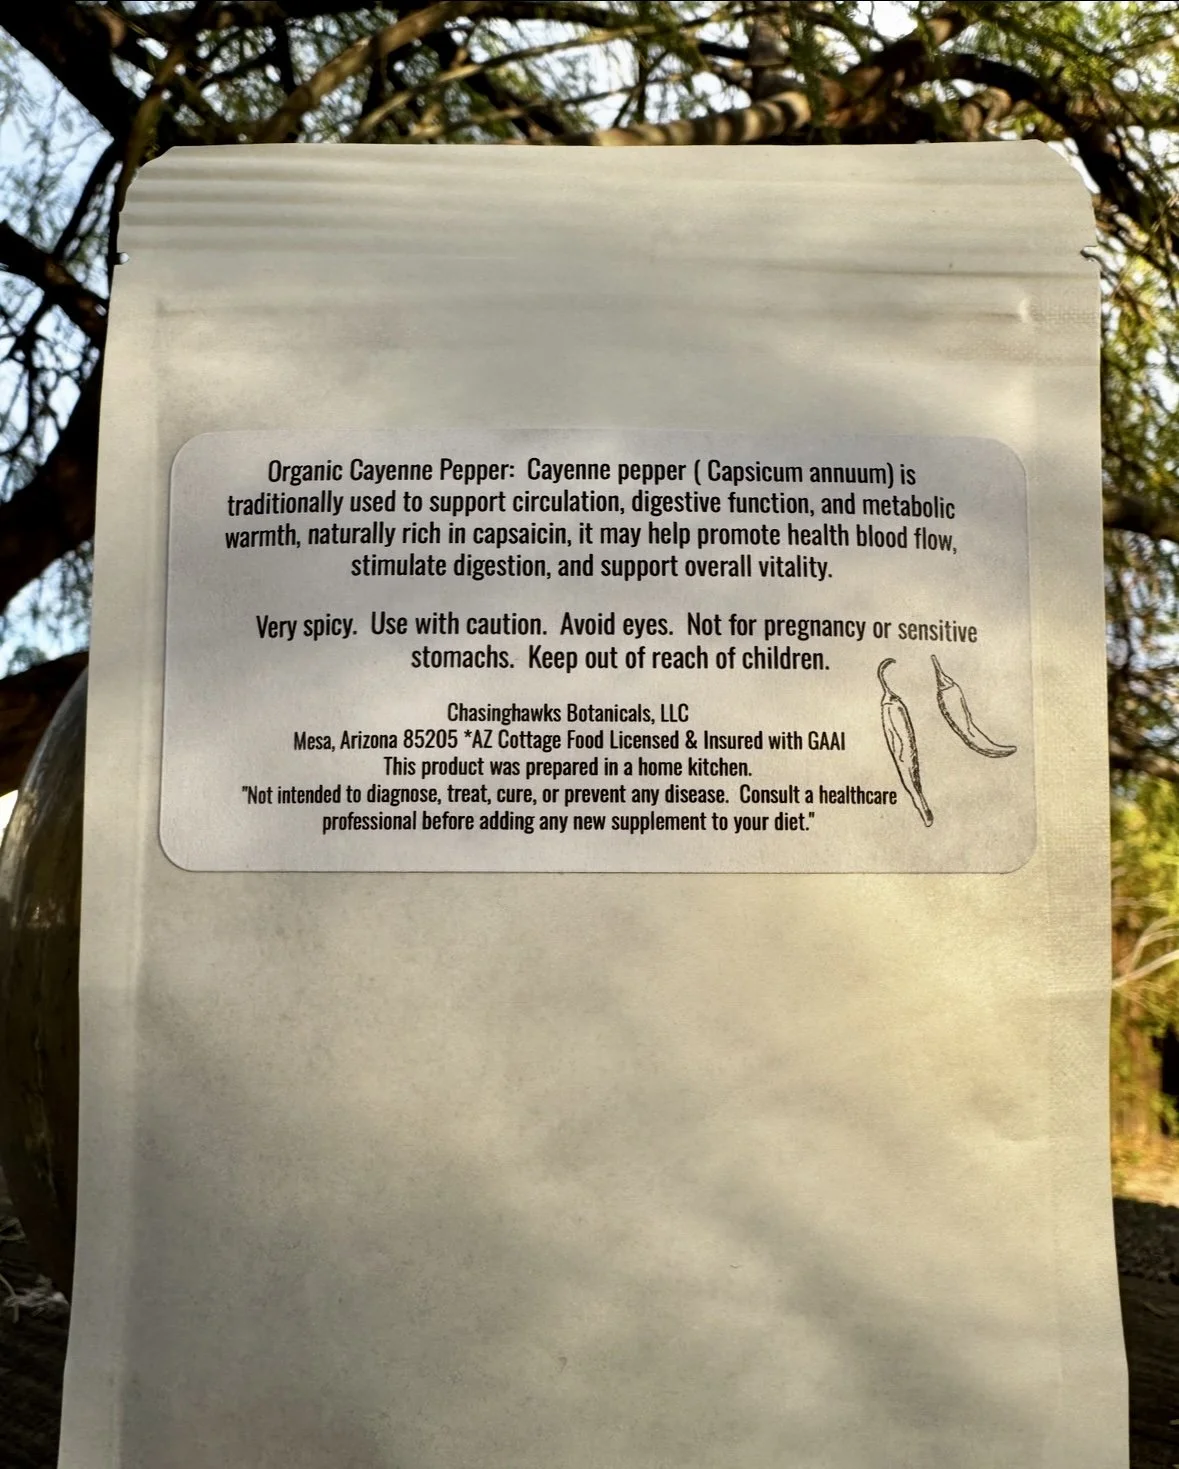 Organic Cayenne Pepper: Cayenne pepper ( Capsicum annuum) is
traditionally used to support circulation, digestive function, and metabolic
warmth, naturally rich in capsaicin, it may help promote health blood flow,
stimulate digestion, and support overall vitality.
Very spicy. Use with caution. Avoid eyes. Not for pregnancy or sensitive
stomachs. Keep out of reach of children.
Chasinghawks Botanicals, LLC
Mesa, Arizona 85205 *AZ Cottage Food Licensed & Insured with GAAI
This product was prepared in a home kitchen.
"Not intended to diagnose, treat, cure, or prevent any disease. Consult a healthcare
professional before adding any new supplement to your diet."